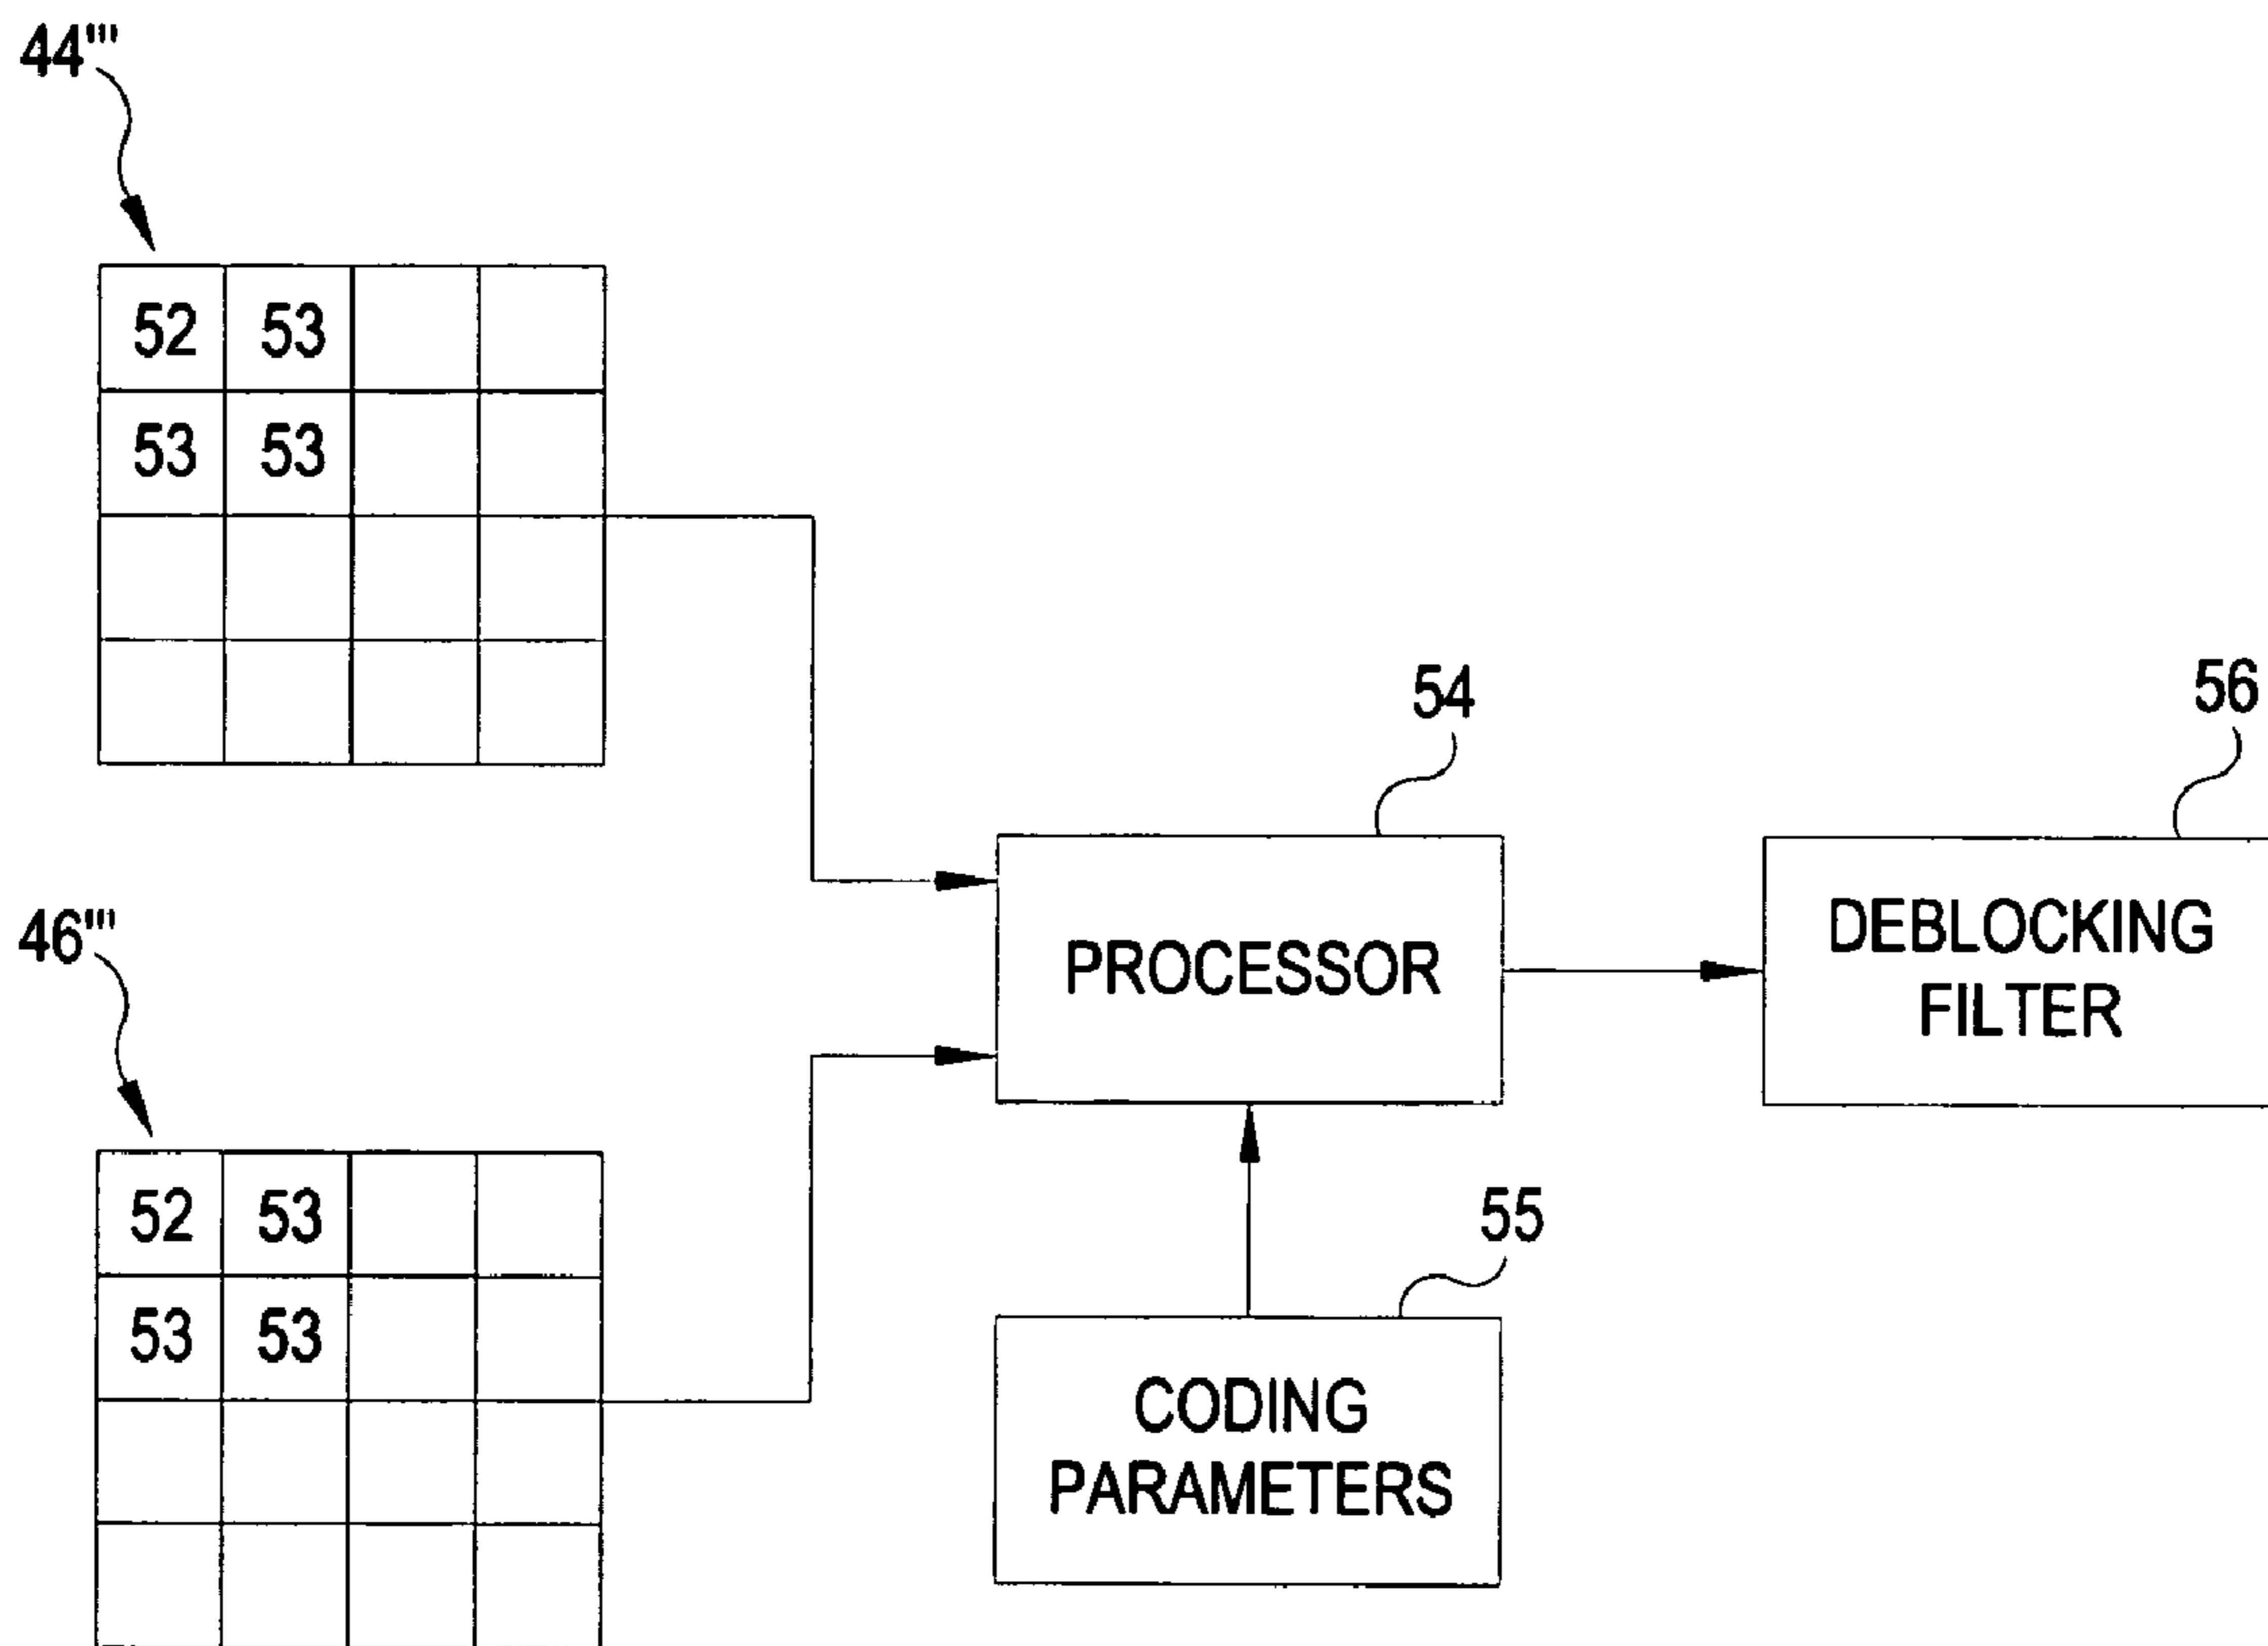 44'''
52 53
53 53
54
56
PROCESSOR
DEBLOCKING
FILTER
46'''
52 53
53 53
55
CODING
PARAMETERS